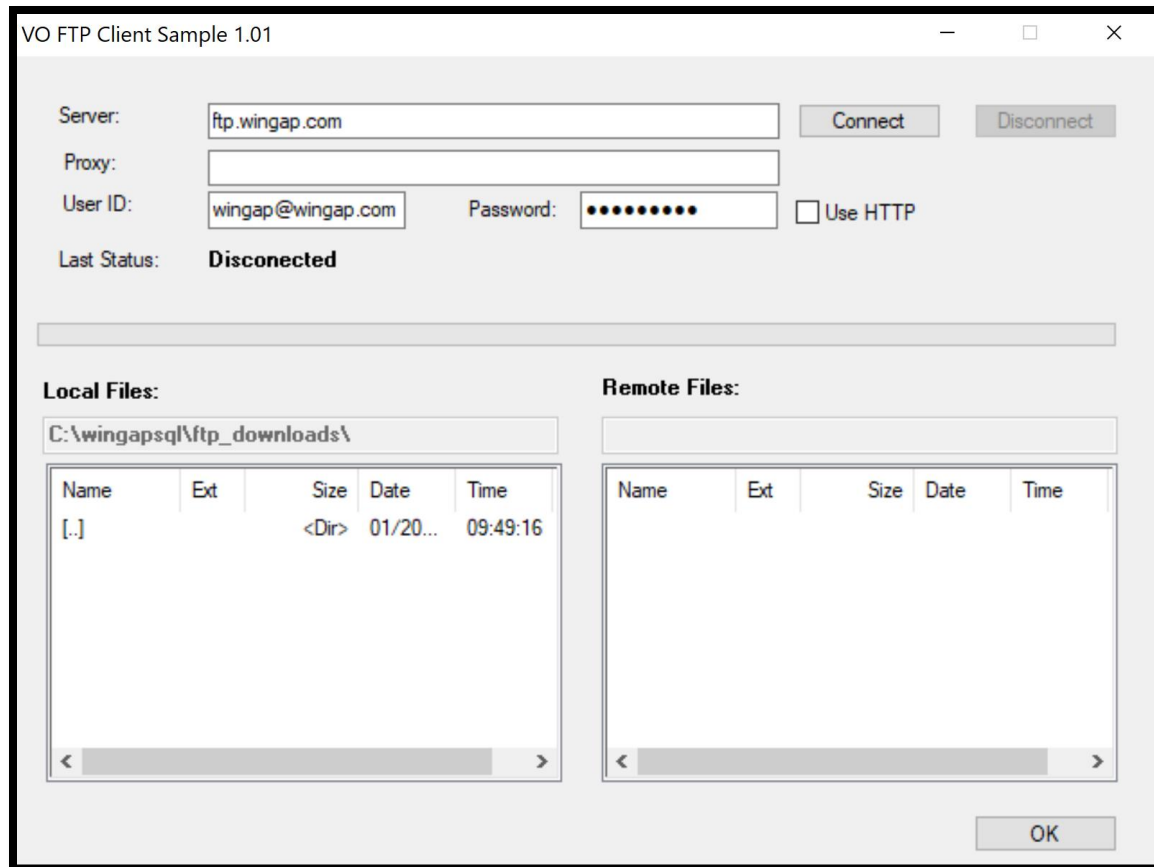 VO FTP Client Sample 1.01
Server: ftp.wingap.com Connect Disconnect
Proxy:
User ID: wingap@wingap.com Password: ●●●●●●●●● Use HTTP
Last Status: Disconected
Local Files:
C:\wingapsql\ftp_downloads\
Name Ext Size Date Time
[..] <Dir> 01/20... 09:49:16
Remote Files:
Name Ext Size Date Time
OK